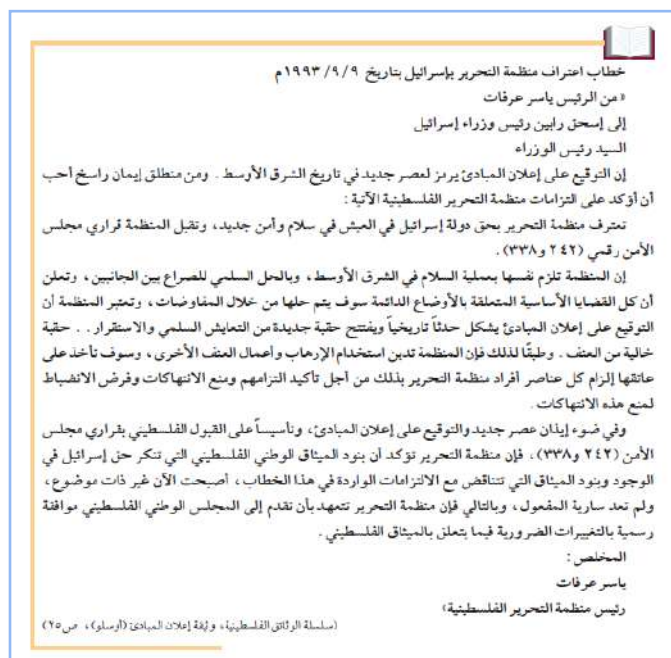 خطاب اعتراف منظمة التحرير بإسرائيل بتاريخ ٩/ ٩/ ١٩٩٣م
« من الرئيس ياسر عرفات
إلى إسحق رابين رئيس وزراء إسرائيل
السيد رئيس الوزراء
إن التوقيع على إعلان المبادئ يرمز لعصر جديد في تاريخ الشرق الأوسط . ومن منطلق إيمان راسخ أحب
أن أؤكد على التزامات منظمة التحرير الفلسطينية الآتية :
تعترف منظمة التحرير بحق دولة إسرائيل في العيش في سلام وأمن جديد، وتقبل المنظمة قراري مجلس
الأمن رقمي (٢٤٢ و٣٣٨) .
إن المنظمة تلزم نفسها بعملية السلام في الشرق الأوسط، وبالحل السلمي للصراع بين الجانبين ، وتعلن
أن كل القضايا الأساسية المتعلقة بالأوضاع الدائمة سوف يتم حلها من خلال المفاوضات ، وتعتبر المنظمة أن
التوقيع على إعلان المبادئ يشكل حدثاً تاريخياً ويفتتح حقبة جديدة من التعايش السلمي والاستقرار . . حقبة
خالية من العنف . وطبقًا لذلك فإن المنظمة تدين استخدام الإرهاب وأعمال العنف الأخرى ، وسوف تأخذ على
عاتقها إلزام كل عناصر أفراد منظمة التحرير بذلك من أجل تأكيد التزامهم ومنع الانتهاكات وفرض الانضباط
لمنع هذه الانتهاكات .
وفي ضوء إيذان عصر جديد والتوقيع على إعلان المبادئ، وتأسيساً على القبول الفلسطيني بقراري مجلس
الأمن (٢٤٢ و٣٣٨) ، فإن منظمة التحرير تؤكد أن بنود الميثاق الوطني الفلسطيني التي تنكر حق إسرائيل في
الوجود وبنود الميثاق التي تتناقض مع الالتزامات الواردة في هذا الخطاب ، أصبحت الآن غير ذات موضوع ،
ولم تعد سارية المفعول ، وبالتالي فإن منظمة التحرير تتعهد بأن تقدم إلى المجلس الوطني الفلسطيني موافقة
رسمية بالتغييرات الضرورية فيما يتعلق بالميثاق الفلسطيني .
المخلص :
ياسر عرفات
رئيس منظمة التحرير الفلسطينية»
(سلسلة الوثائق الفلسطينية، وثيقة إعلان المبادئ (أوسلو) ، ص٢٥)